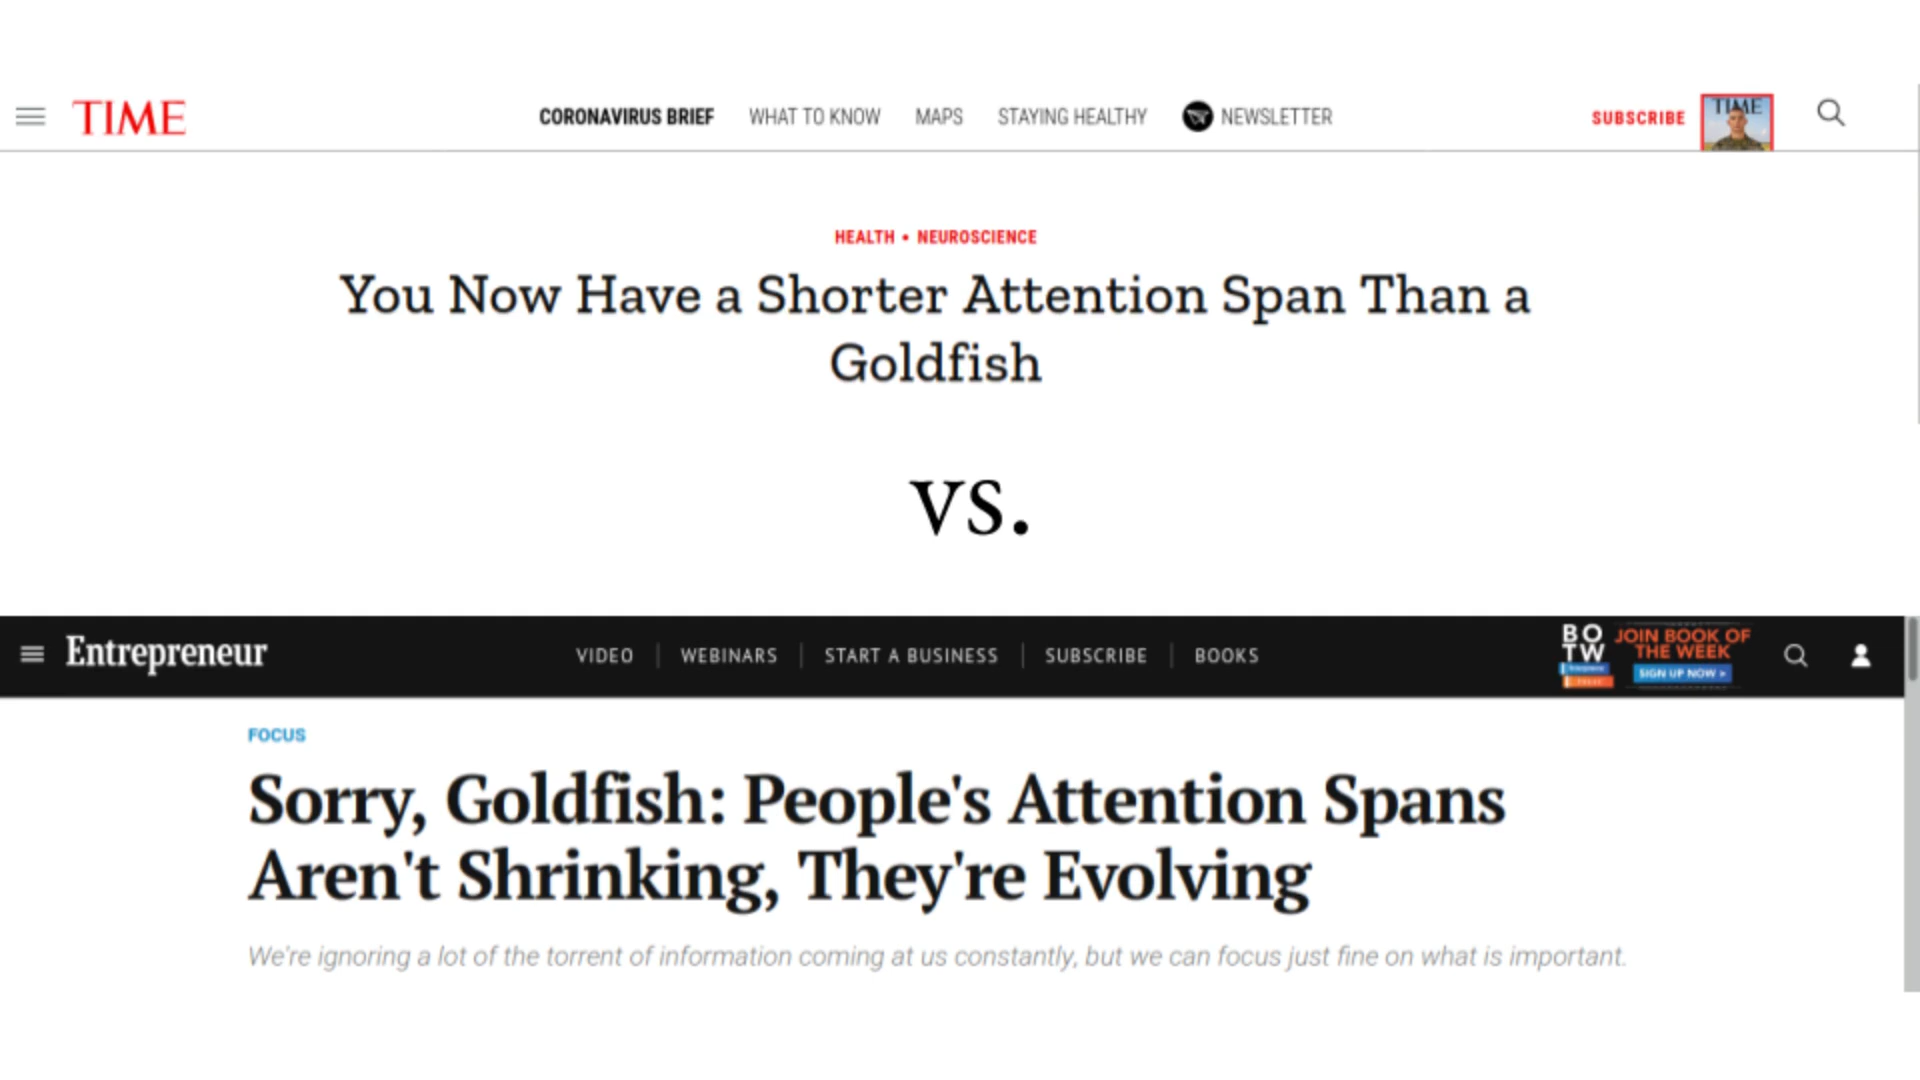 TIME
CORONAVIRUS BRIEF WHAT TO KNOW MAPS STAYING HEALTHY NEWSLETTER
SUBSCRIBE
TIME
HEALTH • NEUROSCIENCE
You Now Have a Shorter Attention Span Than a
Goldfish
vs.
Entrepreneur
VIDEO | WEBINARS | START A BUSINESS | SUBSCRIBE | BOOKS
BO
TW
JOIN BOOK OF
THE WEEK
SIGN UP NOW >
FOCUS
Sorry, Goldfish: People's Attention Spans
Aren't Shrinking, They're Evolving
We're ignoring a lot of the torrent of information coming at us constantly, but we can focus just fine on what is important.